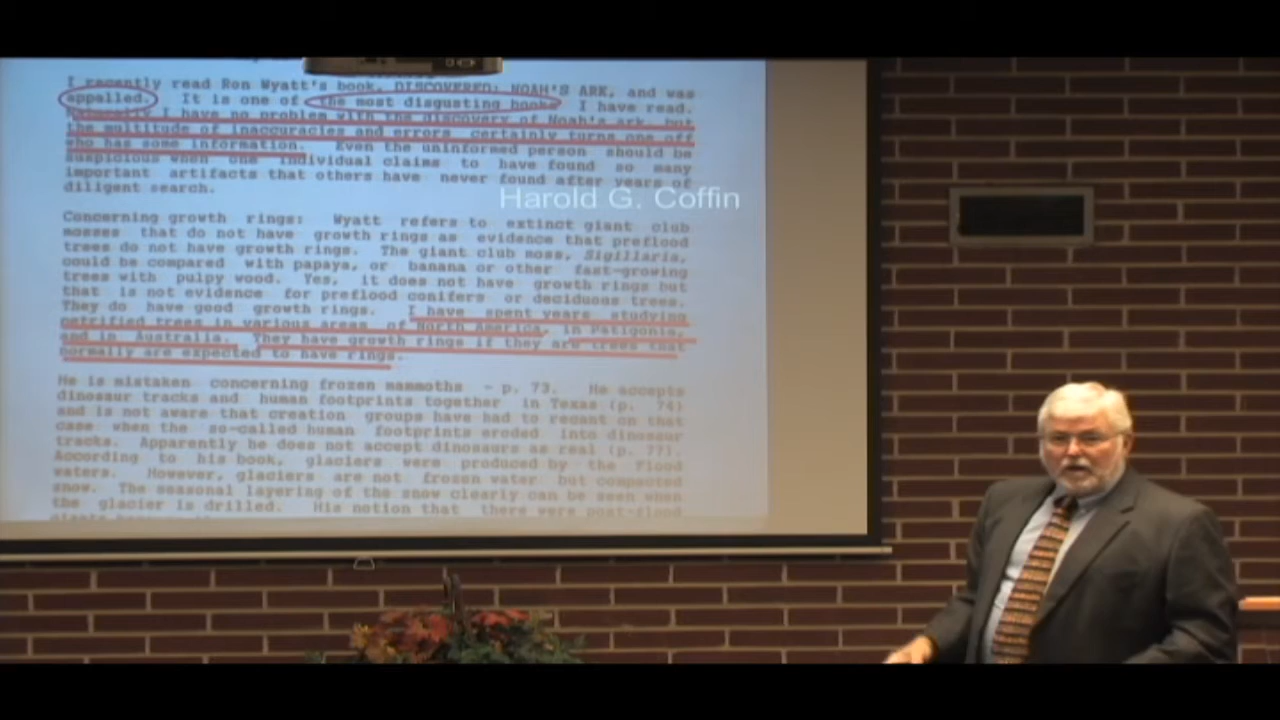 I recently read Ron Wyatt's book, DISCOVERED: NOAH'S ARK, and was
appalled. It is one of the most disgusting books I have read.
Naturally I have no problem with the discovery of Noah's ark, but
the multitude of inaccuracies and errors certainly turns one off
who has some information. Even the uninformed person should be
suspicious when one individual claims to have found so many
important artifacts that others have never found after years of
diligent search.
Harold G. Coffin
Concerning growth rings: Wyatt refers to extinct giant club
mosses that do not have growth rings as evidence that preflood
trees do not have growth rings. The giant club moss, Sigillaria,
could be compared with papaya, or banana or other fast-growing
trees with pulpy wood. Yes, it does not have growth rings but
that is not evidence for preflood conifers or deciduous trees.
They do have good growth rings. I have spent years studying
petrified trees in various areas of North America, in Patigonia,
and in Australia. They have growth rings if they are trees that
normally are expected to have rings.
He is mistaken concerning frozen mammoths - p. 73. He accepts
dinosaur tracks and human footprints together in Texas (p. 74)
and is not aware that creation groups have had to recant on that
case when the so-called human footprints eroded into dinosaur
tracks. Apparently he does not accept dinosaurs as real (p. 77).
According to his book, glaciers were produced by the Flood
waters. However, glaciers are not frozen water but compacted
snow. The seasonal layering of the snow clearly can be seen when
the glacier is drilled. His notion that there were post-flood